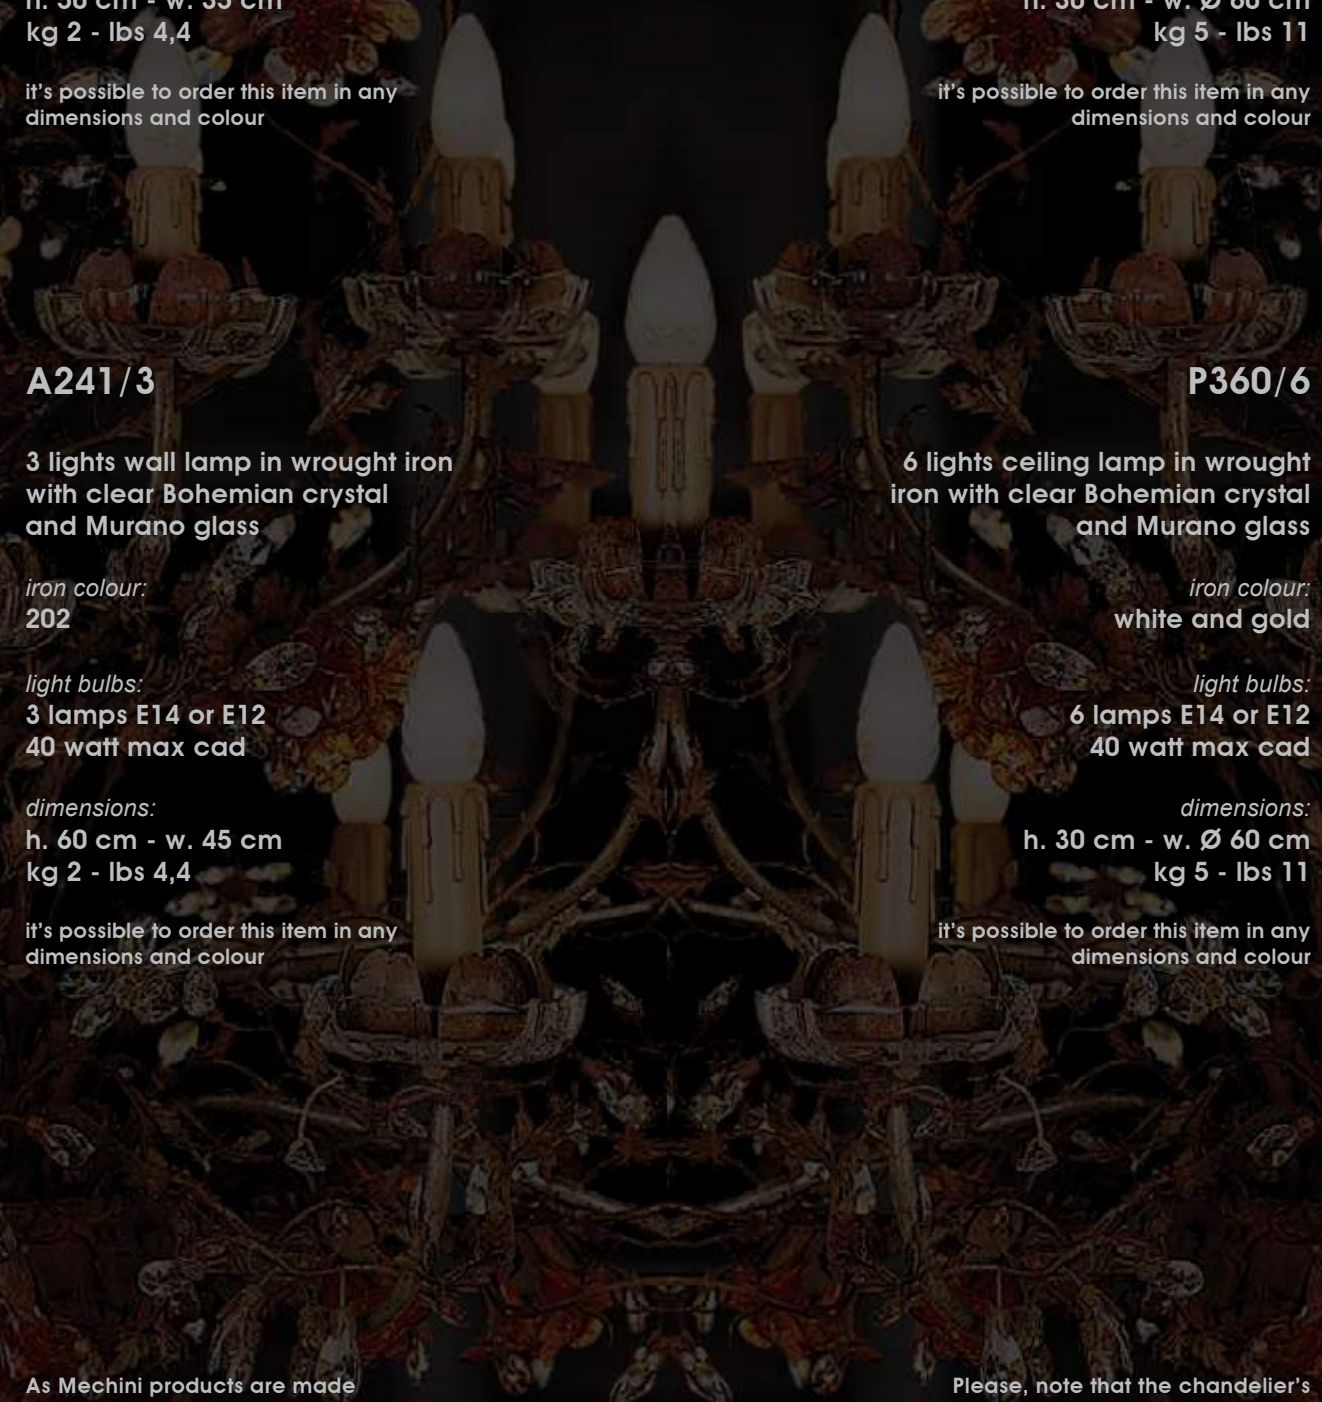 kg 2 - lbs 4,4
it's possible to order this item in any
dimensions and colour
A241/3
3 lights wall lamp in wrought iron
with clear Bohemian crystal
and Murano glass
iron colour:
202
light bulbs:
3 lamps E14 or E12
40 watt max cad
dimensions:
h. 60 cm - w. 45 cm
kg 2 - lbs 4,4
it's possible to order this item in any
dimensions and colour
As Mechini products are made
kg 5 - lbs 11
it's possible to order this item in any
dimensions and colour
P360/6
6 lights ceiling lamp in wrought
iron with clear Bohemian crystal
and Murano glass
iron colour:
white and gold
light bulbs:
6 lamps E14 or E12
40 watt max cad
dimensions:
h. 30 cm - w. Ø 60 cm
kg 5 - lbs 11
it's possible to order this item in any
dimensions and colour
Please, note that the chandelier's